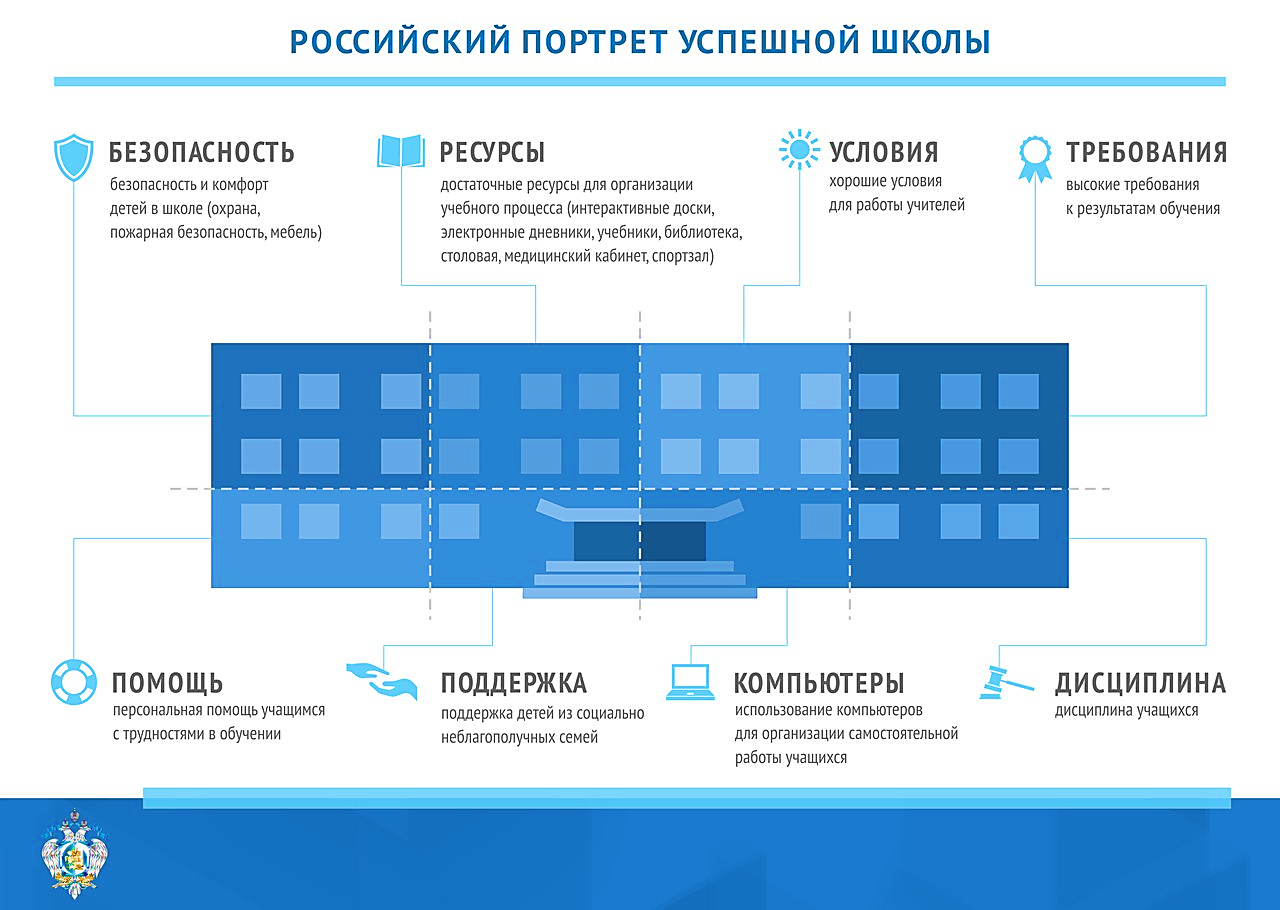 РОССИЙСКИЙ ПОРТРЕТ УСПЕШНОЙ ШКОЛЫ
БЕЗОПАСНОСТЬ
безопасность и комфорт
детей в школе (охрана,
пожарная безопасность, мебель)
РЕСУРСЫ
достаточные ресурсы для организации
учебного процесса (интерактивные доски,
электронные дневники, учебники, библиотека,
столовая, медицинский кабинет, спортзал)
УСЛОВИЯ
хорошие условия
для работы учителей
ТРЕБОВАНИЯ
высокие требования
к результатам обучения
ПОМОЩЬ
персональная помощь учащимся
с трудностями в обучении
ПОДДЕРЖКА
поддержка детей из социально
неблагополучных семей
КОМПЬЮТЕРЫ
использование компьютеров
для организации самостоятельной
работы учащихся
ДИСЦИПЛИНА
дисциплина учащихся